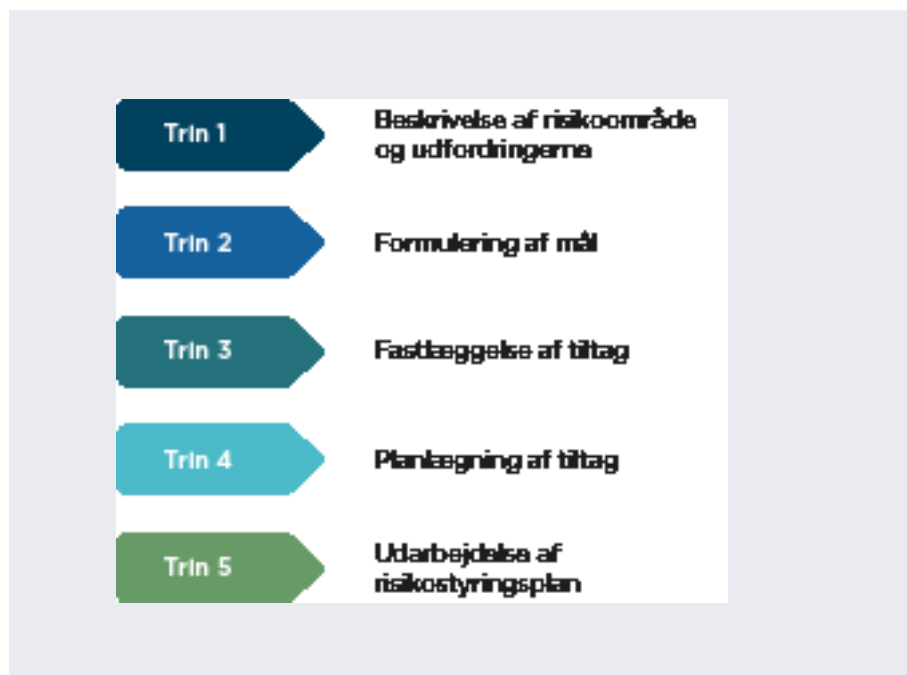 Trin 1
Beskrivelse af risikoområde
og udfordringerne
Trin 2
Formulering af mål
Trin 3
Fastlæggelse af tiltag
Trin 4
Planlægning af tiltag
Trin 5
Udarbejdelse af
risikostyringsplan